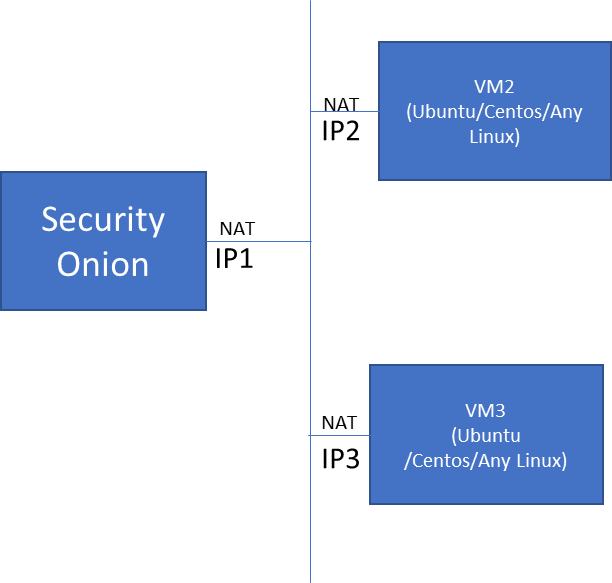 VM2
(Ubuntu/Centos/Any
Linux)
NAT
IP2
Security
Onion
NAT
IP1
VM3
(Ubuntu
/Centos/Any Linux)
NAT
IP3